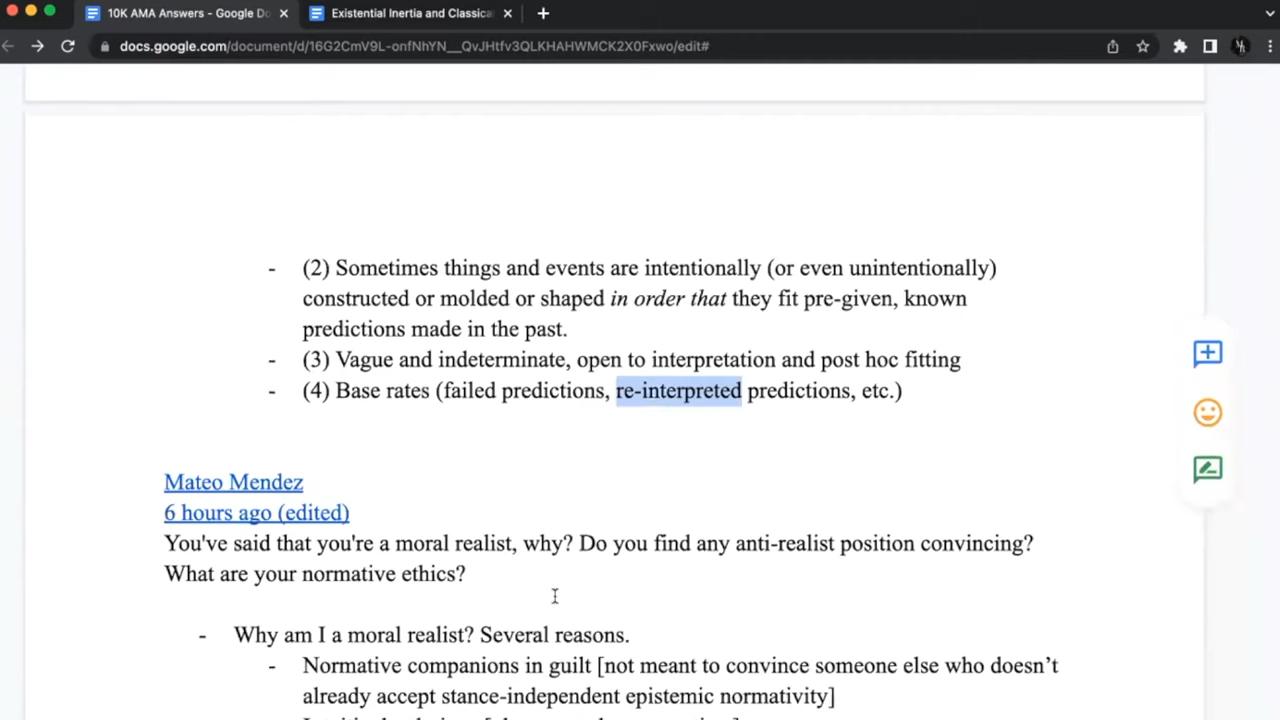 10K AMA Answers - Google Do
Existential Inertia and Classica
docs.google.com/document/d/16G2CmV9L-onfNhYN__QvJHtfv3QLKHAHWMCK2X0Fxwo/edit#
- (2) Sometimes things and events are intentionally (or even unintentionally)
constructed or molded or shaped in order that they fit pre-given, known
predictions made in the past.
- (3) Vague and indeterminate, open to interpretation and post hoc fitting
- (4) Base rates (failed predictions, re-interpreted predictions, etc.)
Mateo Mendez
6 hours ago (edited)
You've said that you're a moral realist, why? Do you find any anti-realist position convincing?
What are your normative ethics?
- Why am I a moral realist? Several reasons.
- Normative companions in guilt [not meant to convince someone else who doesn’t
already accept stance-independent epistemic normativity]